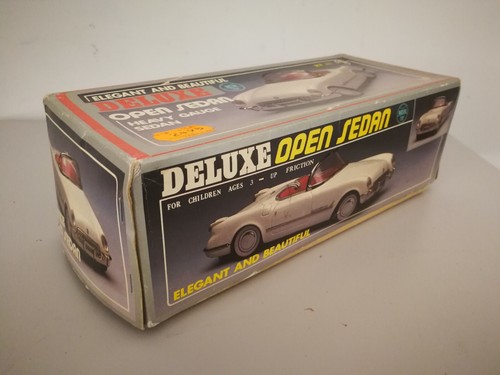 ELEGANT AND BEAUTIFUL
DELUXE
OPEN SEDAN
HEAVY GAUGE
SEDAN
DELUXE OPEN SEDAN
FOR CHILDREN AGES 3 - UP FRICTION
ELEGANT AND BEAUTIFUL